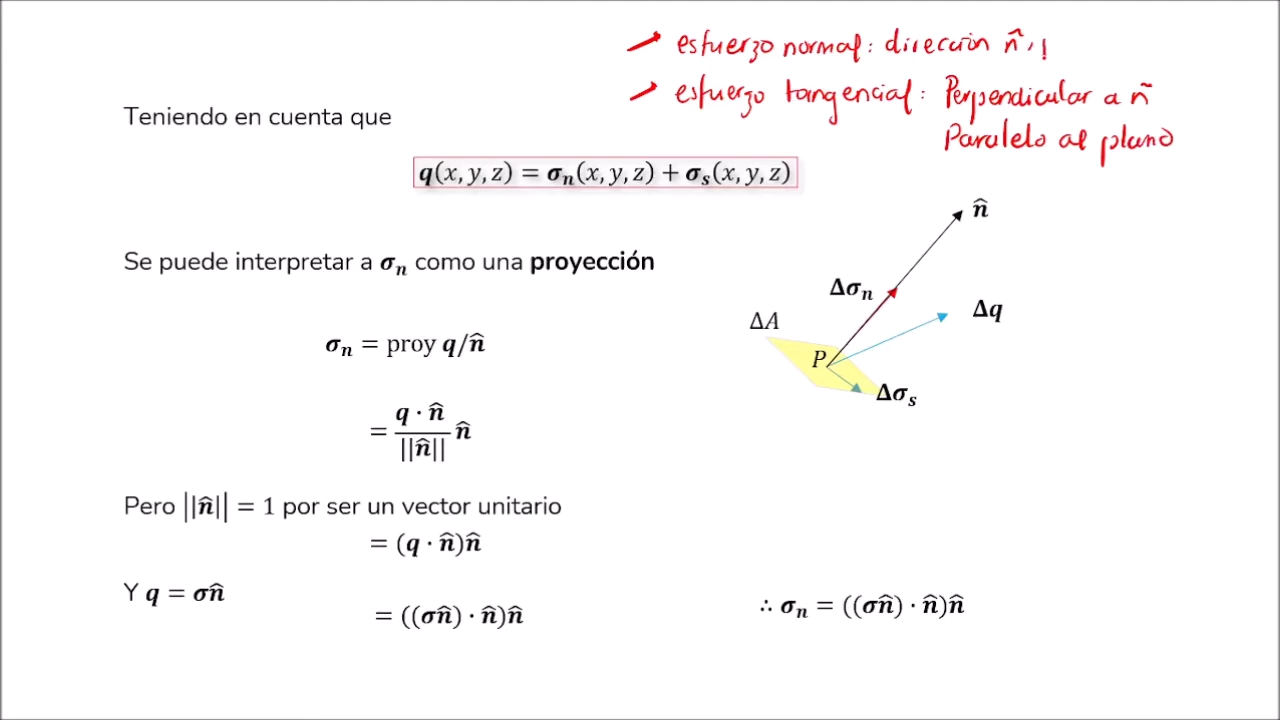 esfuerzo normal: dirección n̂
esfuerzo tangencial: Perpendicular a n̄
Paralelo al plano
Teniendo en cuenta que
q(x, y, z) = σₙ(x, y, z) + σₛ(x, y, z)
n̂
Se puede interpretar a σₙ como una proyección
Δσₙ
Δq
ΔA
σₙ = proy q/n̂
P
Δσₛ
= q · n̂ / ||n̂|| n̂
Pero ||n̂|| = 1 por ser un vector unitario
= (q · n̂)n̂
Y q = σn̂
= ((σn̂) · n̂)n̂
∴ σₙ = ((σn̂) · n̂)n̂